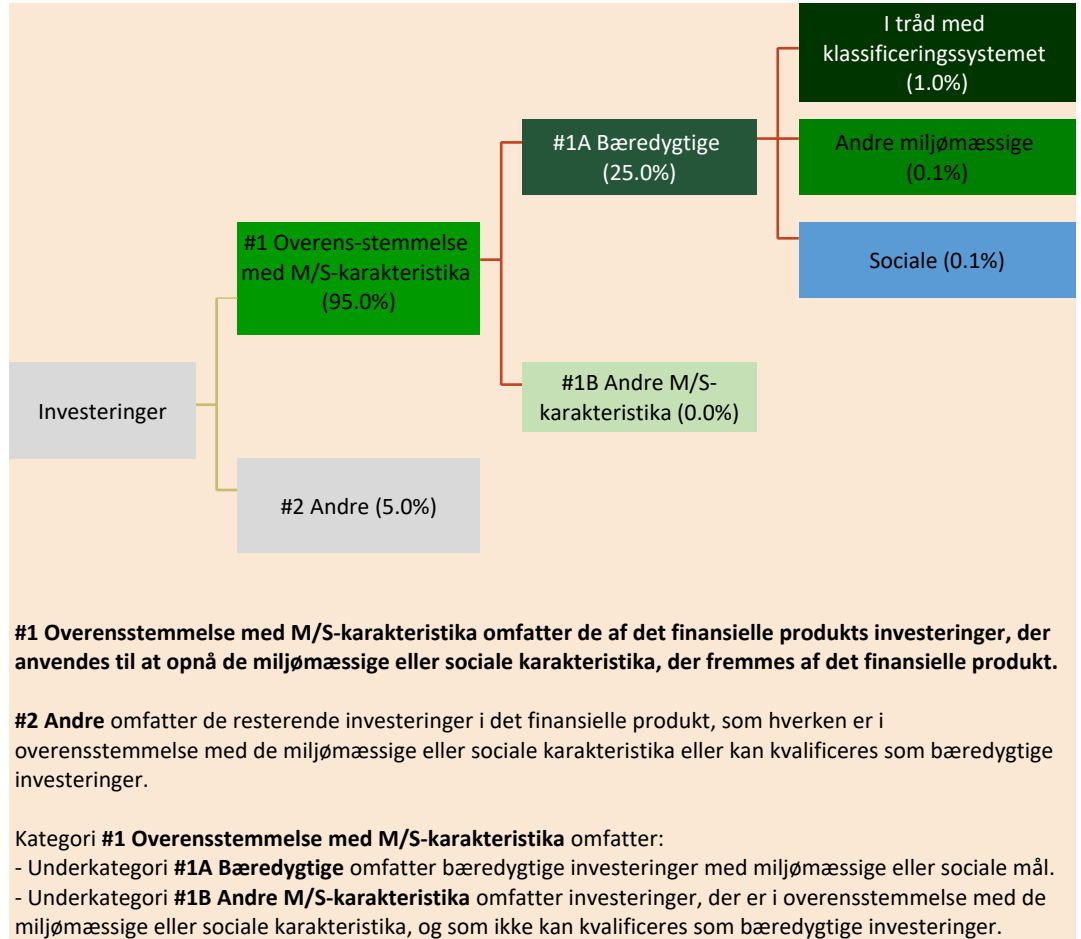 I tråd med
klassificeringssystemet
(1.0%)
#1A Bæredygtige
(25.0%)
Andre miljømæssige
(0.1%)
#1 Overens-stemmelse
med M/S-karakteristika
(95.0%)
Sociale (0.1%)
Investeringer
#1B Andre M/S-
karakteristika (0.0%)
#2 Andre (5.0%)
#1 Overensstemmelse med M/S-karakteristika omfatter de af det finansielle produkts investeringer, der
anvendes til at opnå de miljømæssige eller sociale karakteristika, der fremmes af det finansielle produkt.
#2 Andre omfatter de resterende investeringer i det finansielle produkt, som hverken er i
overensstemmelse med de miljømæssige eller sociale karakteristika eller kan kvalificeres som bæredygtige
investeringer.
Kategori #1 Overensstemmelse med M/S-karakteristika omfatter:
- Underkategori #1A Bæredygtige omfatter bæredygtige investeringer med miljømæssige eller sociale mål.
- Underkategori #1B Andre M/S-karakteristika omfatter investeringer, der er i overensstemmelse med de
miljømæssige eller sociale karakteristika, og som ikke kan kvalificeres som bæredygtige investeringer.